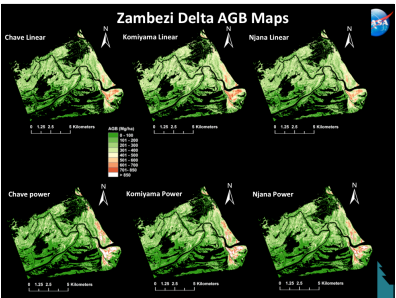 Zambezi Delta AGB Maps
Chave Linear
N
Komiyama Linear
N
Njana Linear
N
0 1.25 2.5 5 Kilometers
0 1.25 2.5 5 Kilometers
0 1.25 2.5 5 Kilometers
AGB (Mg/ha)
0 - 100
101 - 200
201 - 300
301 - 400
401 - 500
501 - 600
601 - 700
701 - 850
> 850
Chave power
N
Komiyama Power
N
Njana Power
N
0 1.25 2.5 5 Kilometers
0 1.25 2.5 5 Kilometers
0 1.25 2.5 5 Kilometers